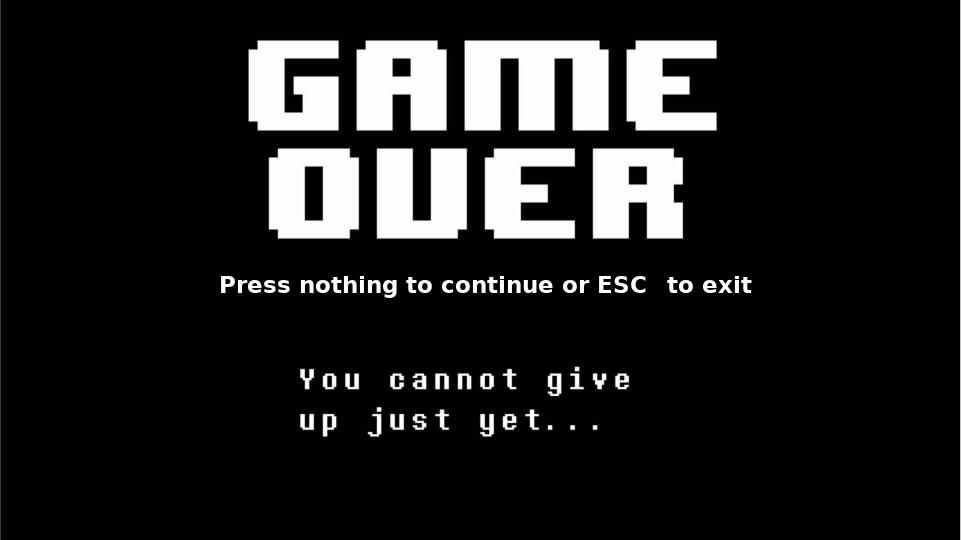 GAME
OVER
Press nothing to continue or ESC to exit
You cannot give
up just yet...